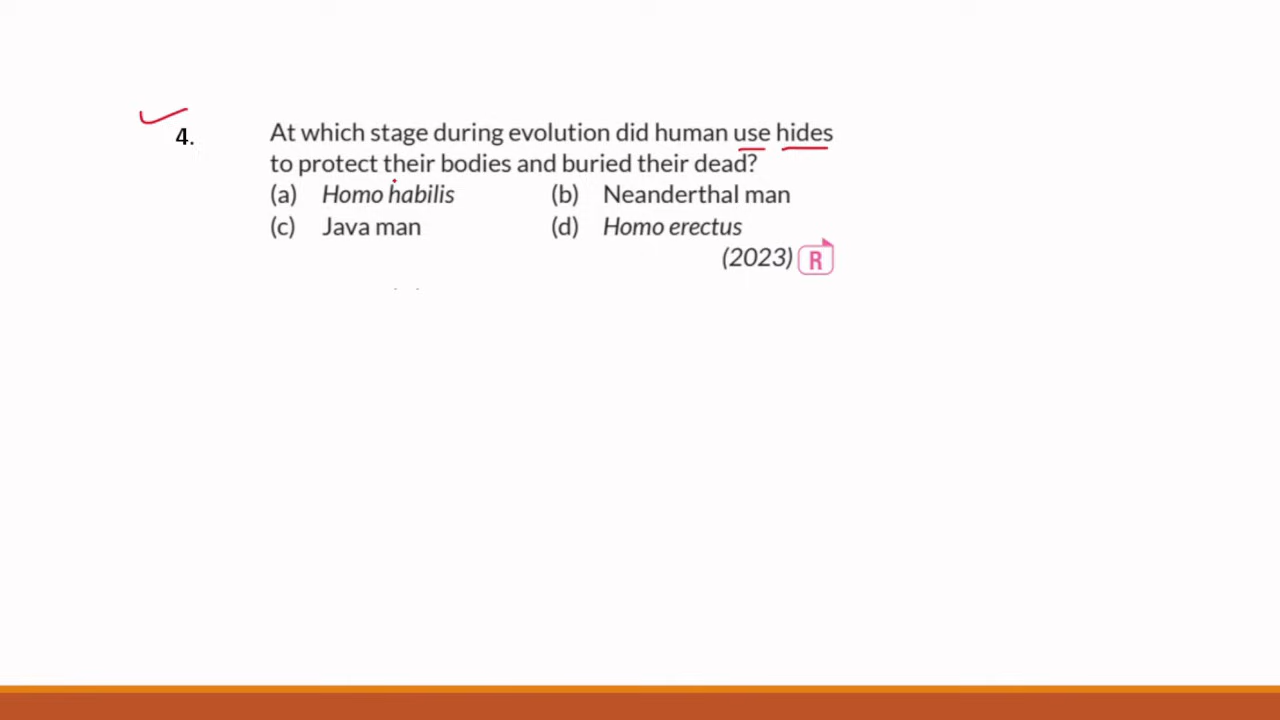 4. At which stage during evolution did human use hides
to protect their bodies and buried their dead?
(a) Homo habilis (b) Neanderthal man
(c) Java man (d) Homo erectus
(2023) R